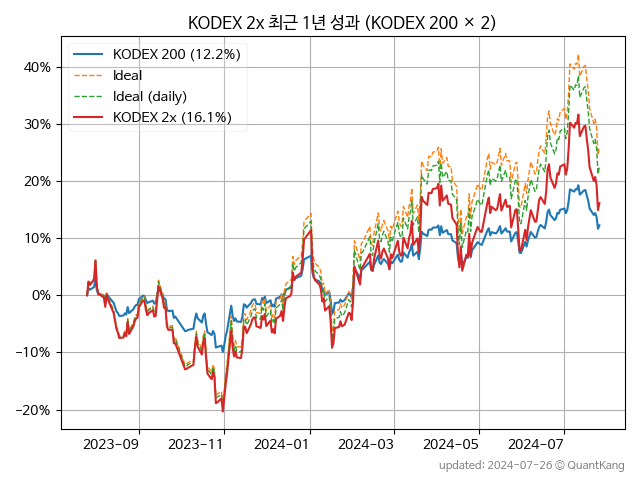 KODEX 2x 최근 1년 성과 (KODEX 200 × 2)
KODEX 200 (12.2%)
Ideal
Ideal (daily)
KODEX 2x (16.1%)
40%
30%
20%
10%
0%
−10%
−20%
2023-09
2023-11
2024-01
2024-03
2024-05
2024-07
updated: 2024-07-26 © QuantKang